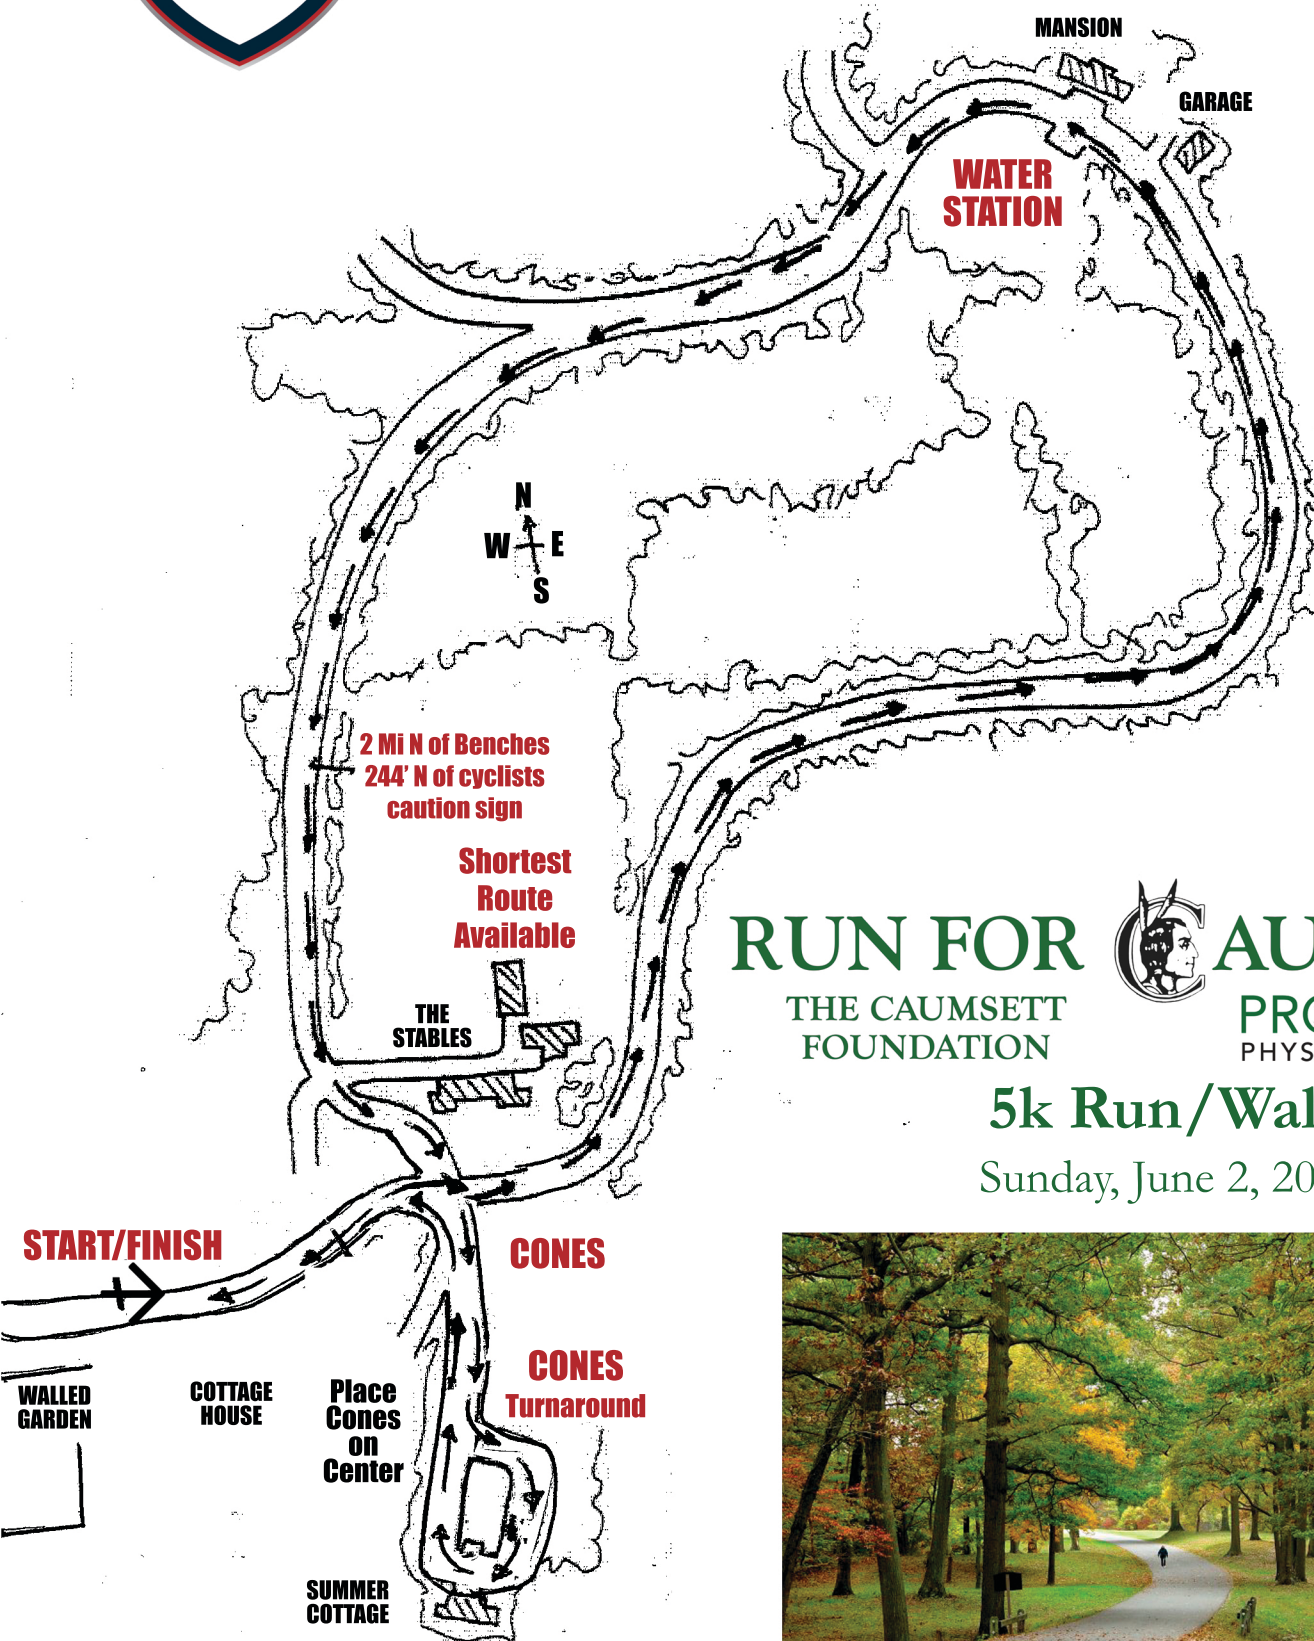 MANSION
GARAGE
WATER
STATION
N
W E
S
2 Mi N of Benches
244' N of cyclists
caution sign
Shortest
Route
Available
THE
STABLES
RUN FOR CAU
THE CAUMSETT
FOUNDATION
PRO
PHYS
5k Run/Wal
Sunday, June 2, 20
START/FINISH
CONES
CONES
Turnaround
WALLED
GARDEN
COTTAGE
HOUSE
Place
Cones
on
Center
SUMMER
COTTAGE